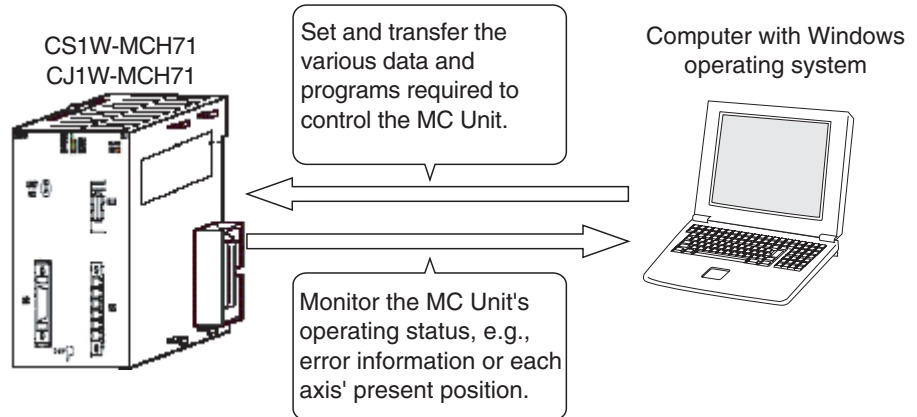 CS1W-MCH71
CJ1W-MCH71
Set and transfer the
various data and
programs required to
control the MC Unit.
Computer with Windows
operating system
Monitor the MC Unit's
operating status, e.g.,
error information or each
axis' present position.